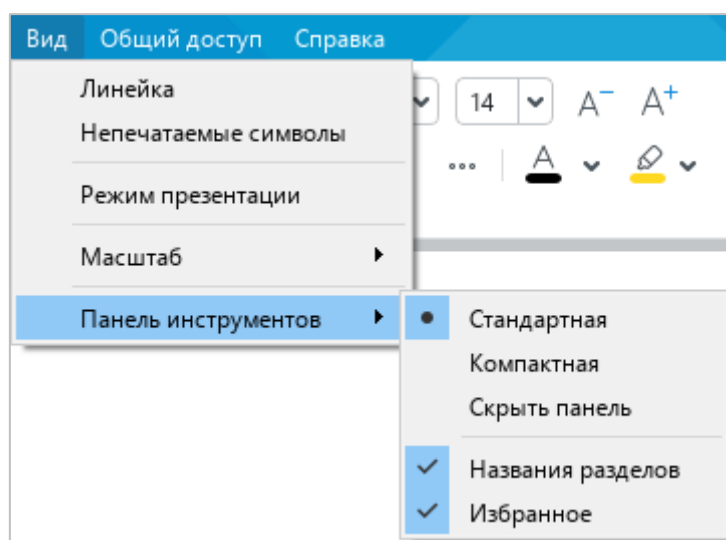 Вид Общий доступ Справка
Линейка
Непечатаемые символы
Режим презентации
Масштаб
Панель инструментов
14 A− A+
A
Стандартная
Компактная
Скрыть панель
Названия разделов
Избранное